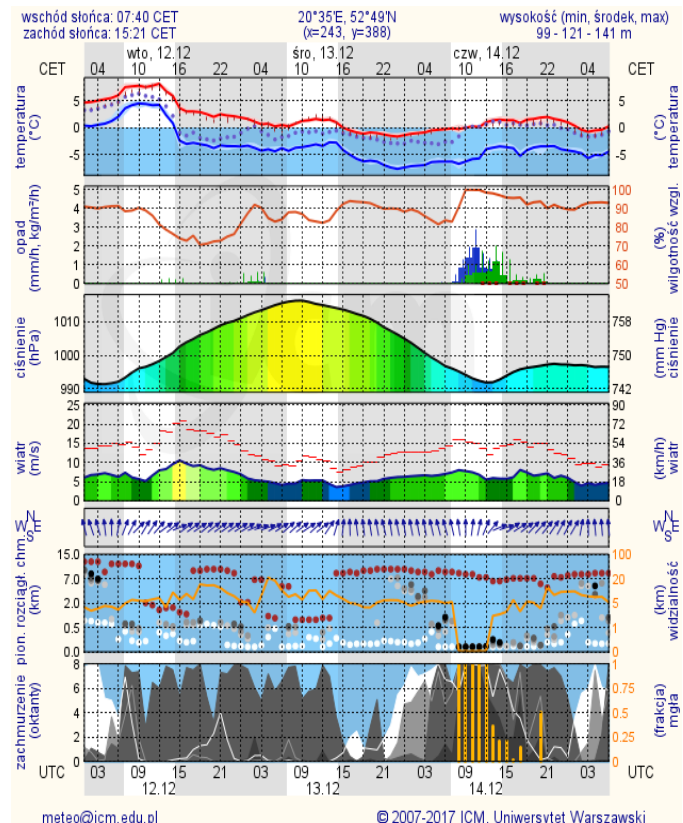 wschód słońca: 07:40 CET 20°35'E, 52°49'N wysokość (min, środek, max)
zachód słońca: 15:21 CET (x=243, y=388) 99 - 121 - 141 m
wto, 12.12 śro, 13.12 czw, 14.12
CET 04 10 16 22 04 10 16 22 04 10 16 22 CET
temperatura
(°C)
5
0
-5
5
0
-5
temperatura
(°C)
opad
(mm/h, kg/m²/h)
5
4
3
2
1
0
100
90
80
70
60
50
(%)
wilgotność wzgl.
ciśnienie
(hPa)
1010
1000
990
758
750
742
(mm Hg)
ciśnienie
wiatr
(m/s)
25
20
15
10
5
0
90
72
54
36
18
0
(km/h)
wiatr
N
W E
S
N
W E
S
pion. rozciągł. chm.
(km)
15.0
7.0
2.0
0.5
0.0
100
20
5
1
0
(km)
widzialność
zachmurzenie
(oktanty)
8
6
4
2
0
1
0.75
0.5
0.25
0
(frakcja)
mgła
UTC 03 09 15 21 03 09 15 21 03 09 15 21 03 UTC
12.12 13.12 14.12
meteo@icm.edu.pl © 2007-2017 ICM, Uniwersytet Warszawski